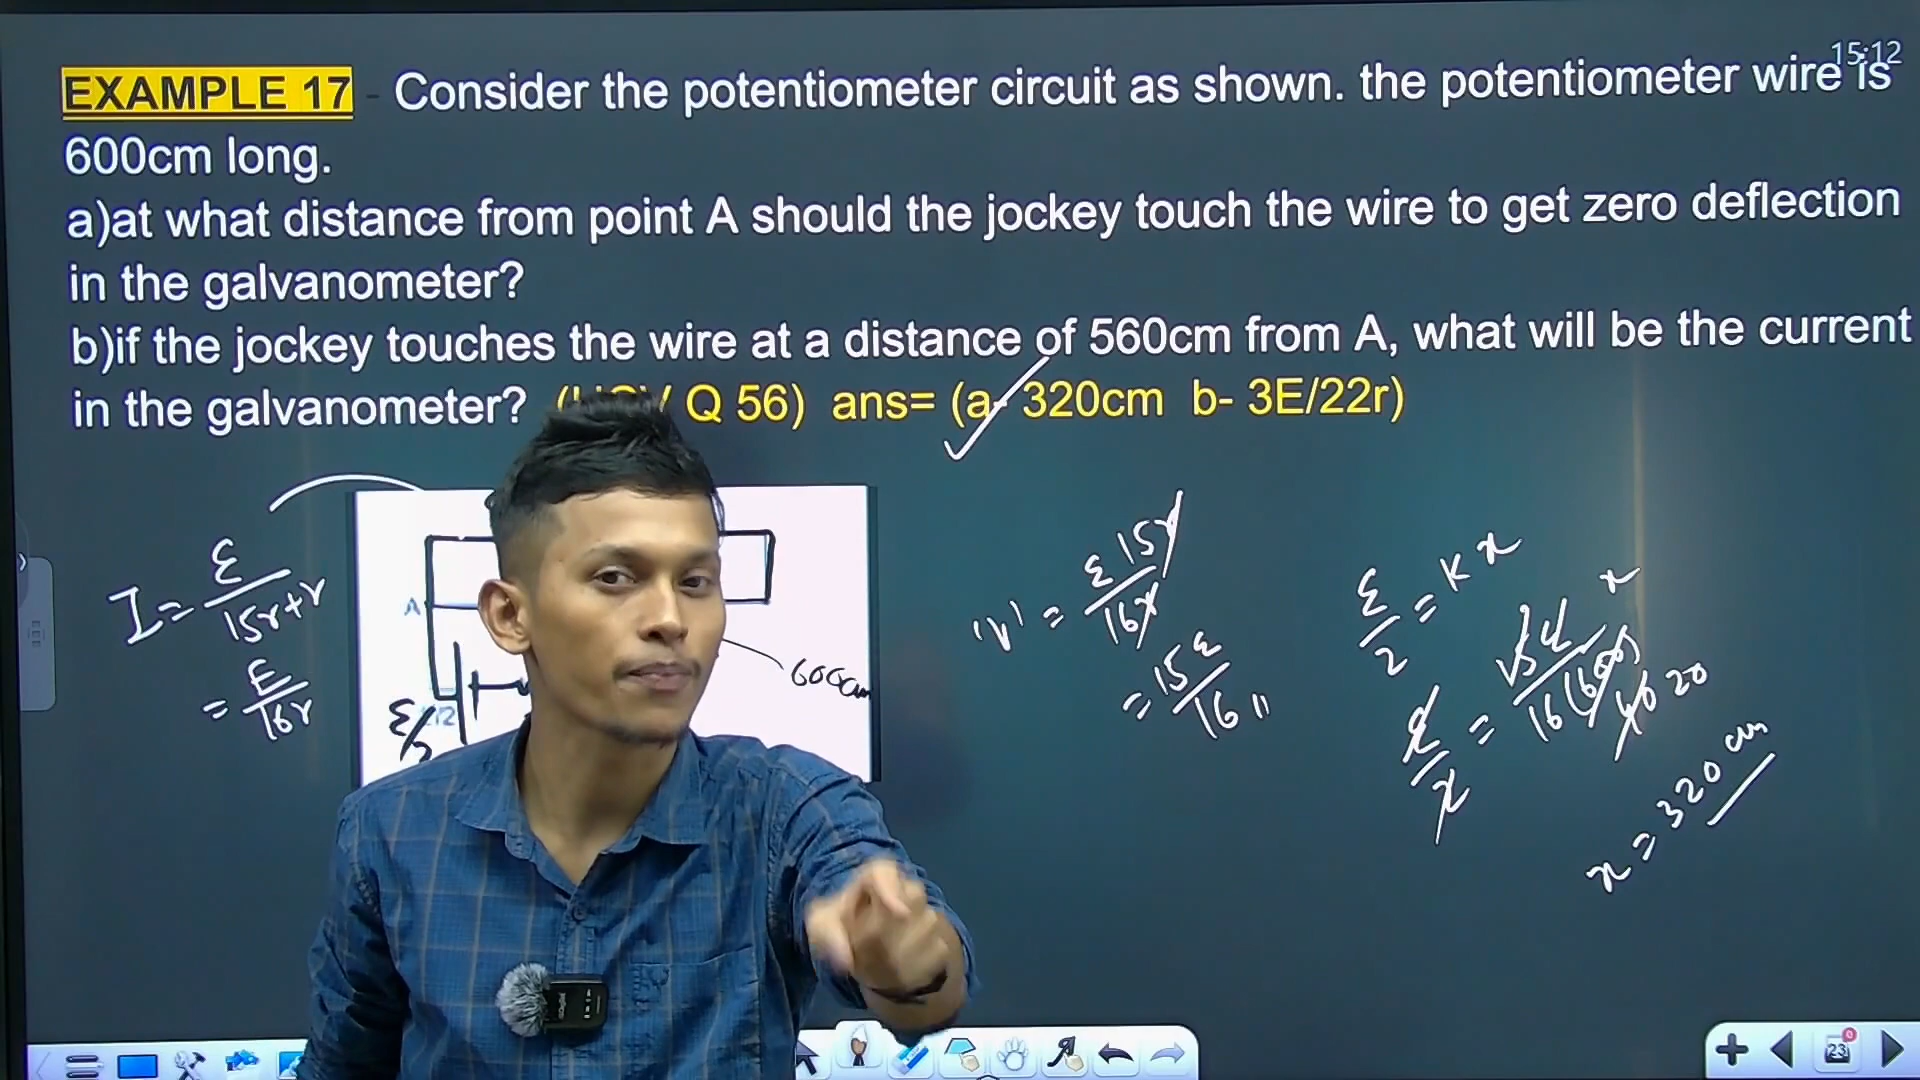 15:12
EXAMPLE 17 - Consider the potentiometer circuit as shown. the potentiometer wire is
600cm long.
a)at what distance from point A should the jockey touch the wire to get zero deflection
in the galvanometer?
b)if the jockey touches the wire at a distance of 560cm from A, what will be the current
in the galvanometer? Q 56) ans= (a- 320cm b- 3E/22r)
I = ε/15r+r
= E/16r
A
600cm
ε/2
'V' = ε15r/16r
= 15ε/16 "
ε/2 = K x
x = 320 cm
23